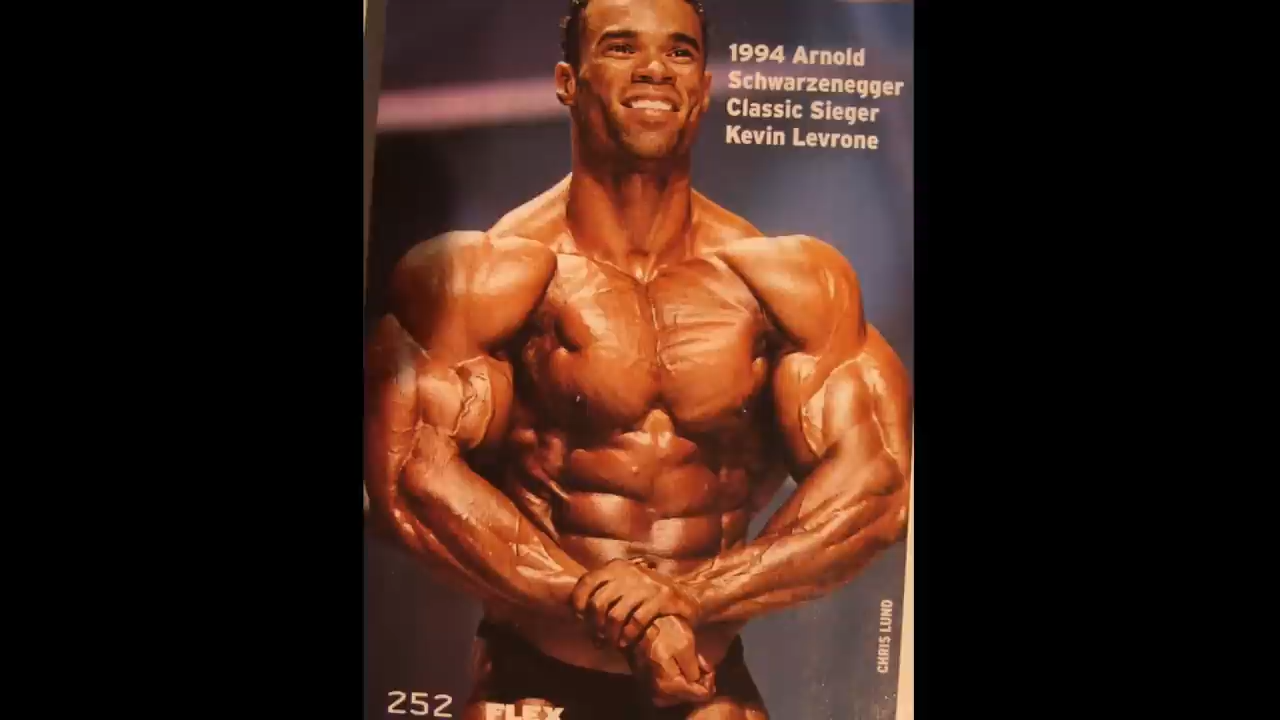 1994 Arnold
Schwarzenegger
Classic Sieger
Kevin Levrone
CHRIS LUND
252
FLEX